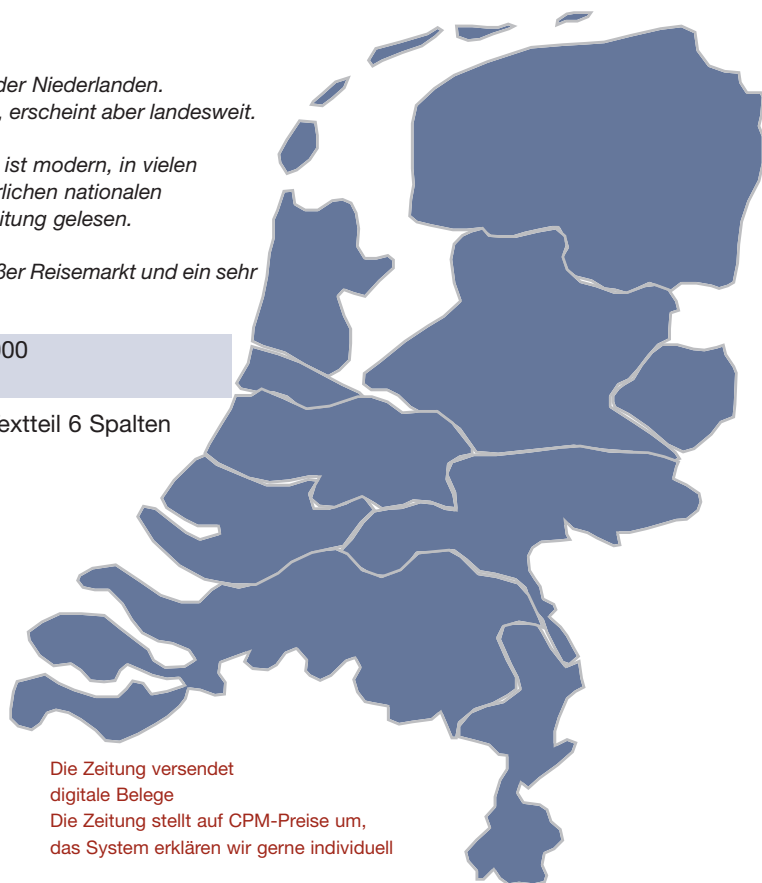 der Niederlanden.
, erscheint aber landesweit.
ist modern, in vielen
rlichen nationalen
itung gelesen.
ßer Reisemarkt und ein sehr
000
extteil 6 Spalten
Die Zeitung versendet
digitale Belege
Die Zeitung stellt auf CPM-Preise um,
das System erklären wir gerne individuell